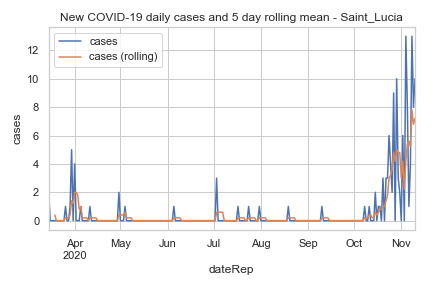 New COVID-19 daily cases and 5 day rolling mean - Saint_Lucia
cases
cases (rolling)
12
10
8
6
4
2
0
cases
Apr
2020
May
Jun
Jul
Aug
Sep
Oct
Nov
dateRep